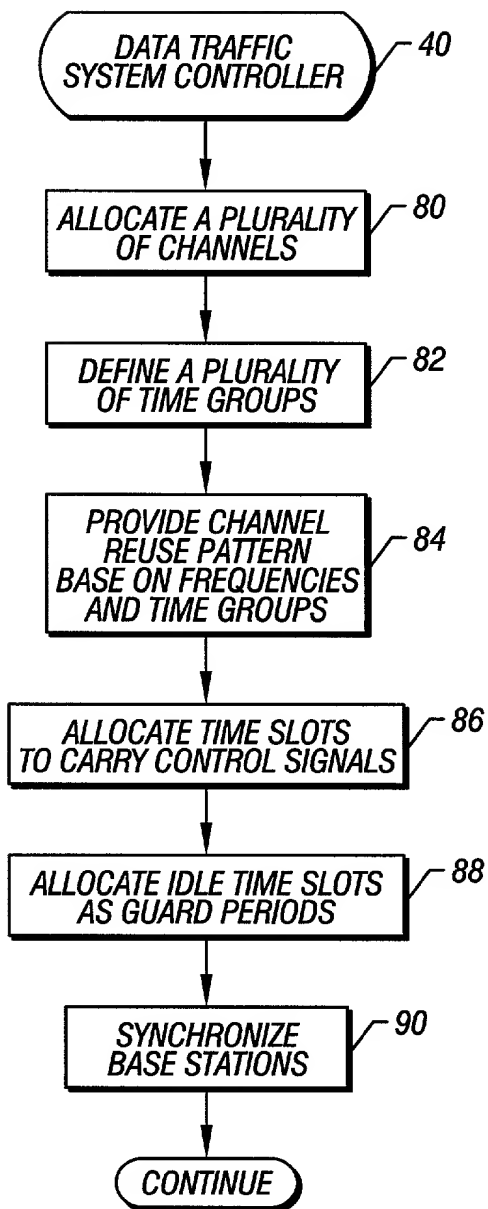 DATA TRAFFIC
SYSTEM CONTROLLER
40
ALLOCATE A PLURALITY
OF CHANNELS
80
DEFINE A PLURALITY
OF TIME GROUPS
82
PROVIDE CHANNEL
REUSE PATTERN
BASE ON FREQUENCIES
AND TIME GROUPS
84
ALLOCATE TIME SLOTS
TO CARRY CONTROL SIGNALS
86
ALLOCATE IDLE TIME SLOTS
AS GUARD PERIODS
88
SYNCHRONIZE
BASE STATIONS
90
CONTINUE